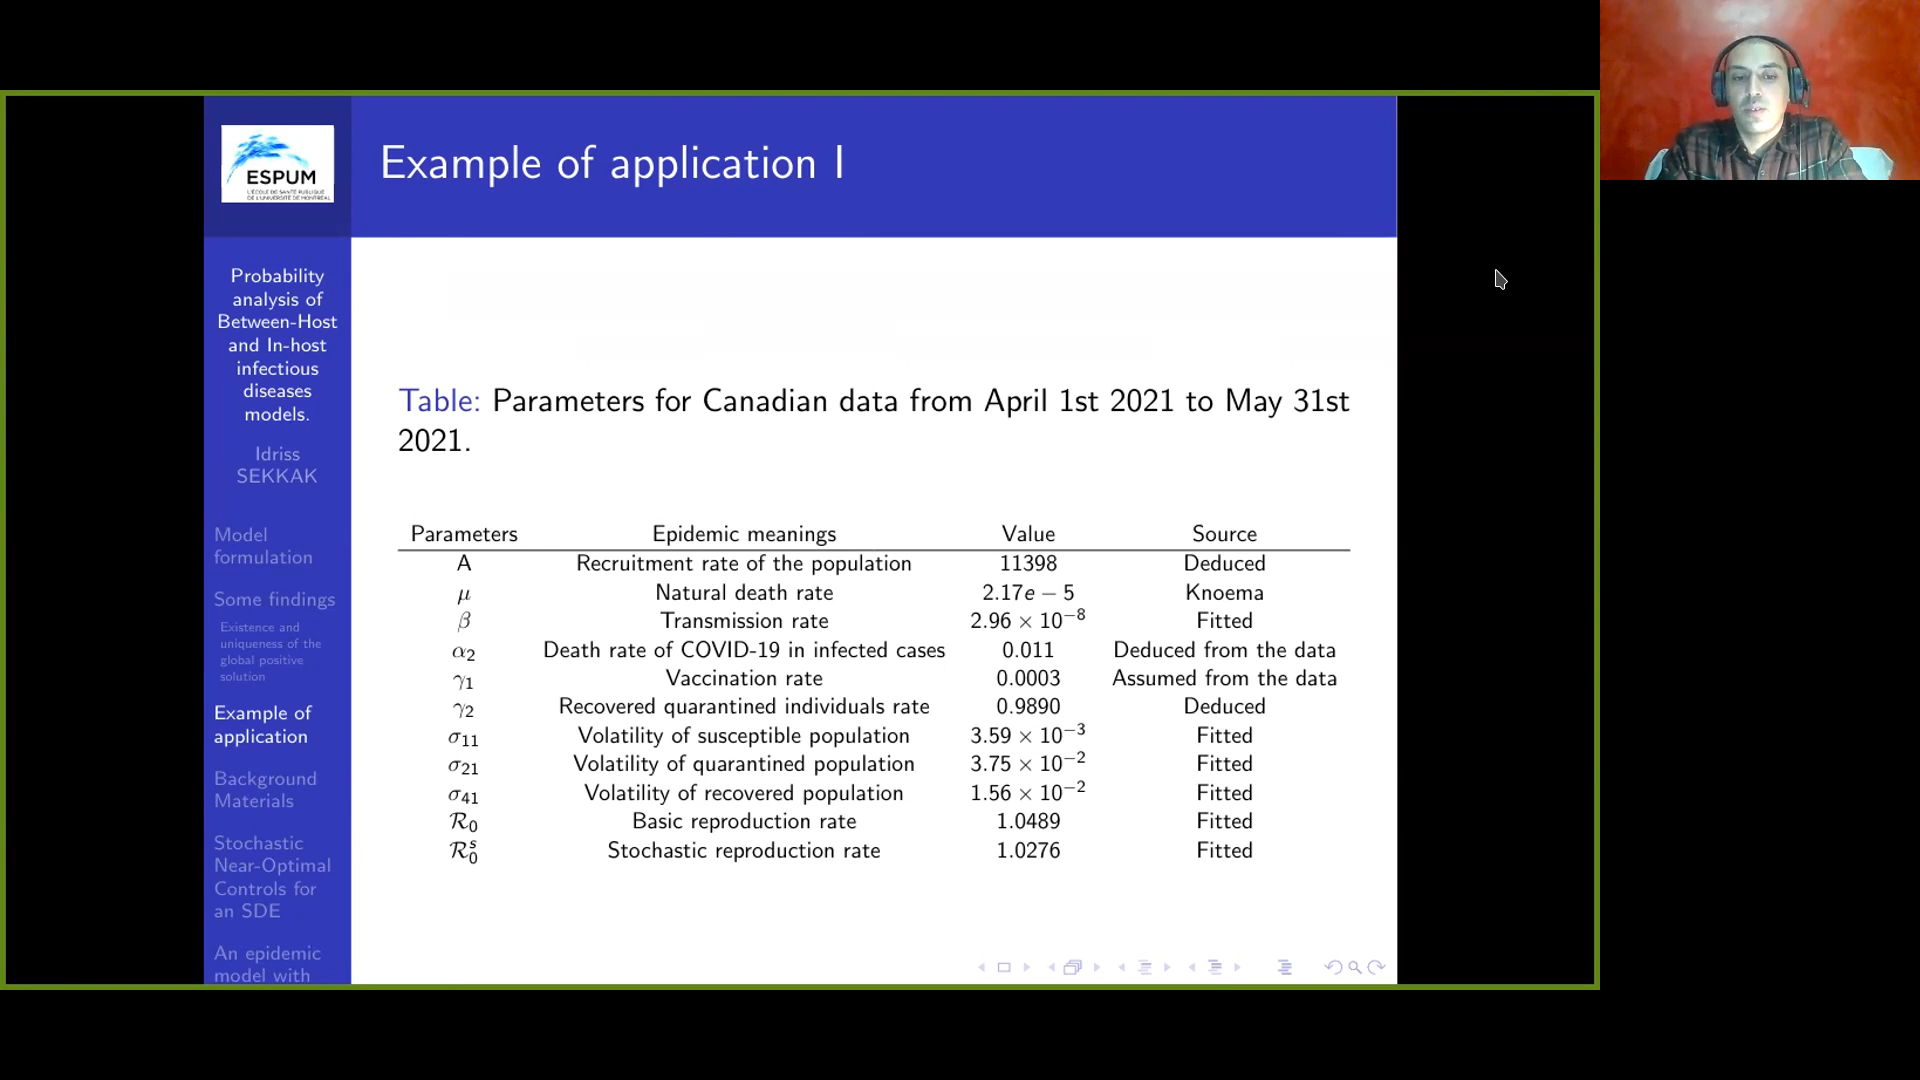 ESPUM
L'ÉCOLE DE SANTÉ PUBLIQUE
DE L'UNIVERSITÉ DE MONTRÉAL
Example of application I
Probability
analysis of
Between-Host
and In-host
infectious
diseases
models.
Idriss
SEKKAK
Model
formulation
Some findings
Existence and
uniqueness of the
global positive
solution
Example of
application
Background
Materials
Stochastic
Near-Optimal
Controls for
an SDE
An epidemic
model with
Table: Parameters for Canadian data from April 1st 2021 to May 31st
2021.
Parameters Epidemic meanings Value Source
A Recruitment rate of the population 11398 Deduced
μ Natural death rate 2.17e − 5 Knoema
β Transmission rate 2.96 × 10⁻⁸ Fitted
α₂ Death rate of COVID-19 in infected cases 0.011 Deduced from the data
γ₁ Vaccination rate 0.0003 Assumed from the data
γ₂ Recovered quarantined individuals rate 0.9890 Deduced
σ₁₁ Volatility of susceptible population 3.59 × 10⁻³ Fitted
σ₂₁ Volatility of quarantined population 3.75 × 10⁻² Fitted
σ₄₁ Volatility of recovered population 1.56 × 10⁻² Fitted
ℛ₀ Basic reproduction rate 1.0489 Fitted
ℛ₀ˢ Stochastic reproduction rate 1.0276 Fitted